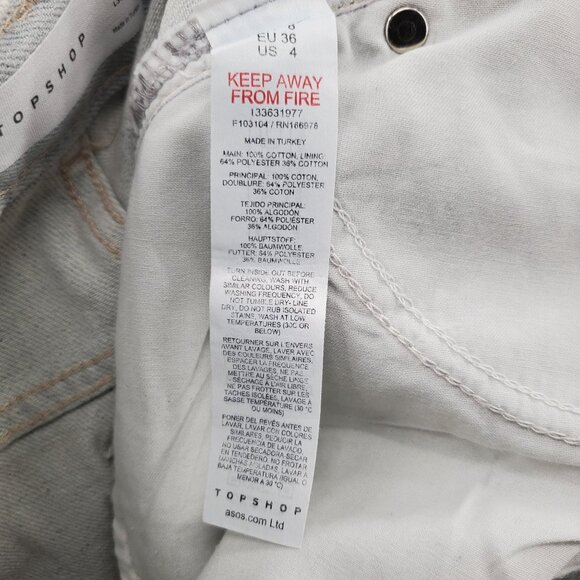 TOPSHOP
8
EU 36
US 4
KEEP AWAY
FROM FIRE
133631977
F103104 / RN166978
MADE IN TURKEY
MAIN: 100% COTTON, LINING:
64% POLYESTER 36% COTTON
PRINCIPAL: 100% COTON,
DOUBLURE: 64% POLYESTER
36% COTON
TEJIDO PRINCIPAL:
100% ALGODÓN
FORRO: 64% POLIÉSTER
36% ALGODÓN
HAUPTSTOFF:
100% BAUMWOLLE,
FUTTER: 64% POLYESTER
36% BAUMWOLLE
TURN INSIDE OUT BEFORE
CLEANING, WASH WITH
SIMILAR COLOURS, REDUCE
WASHING FREQUENCY, DO
NOT TUMBLE DRY- LINE
DRY, DO NOT RUB ISOLATED
STAINS, WASH AT LOW
TEMPERATURES (30C OR
BELOW)
RETOURNER SUR L'ENVERS
AVANT LAVAGE, LAVER AVEC
DES COULEURS SIMILAIRES,
ESPACER LA FRÉQUENCE
DES LAVAGES, NE PAS
METTRE AU SÈCHE LINGE -
SÉCHAGE À L'AIR LIBRE,
NE PAS FROTTER SUR LES
TACHES ISOLÉES, LAVAGE À
BASSE TEMPÉRATURE (30 °C
OU MOINS)
PONER DEL REVÉS ANTES DE
LAVAR, LAVAR CON COLORES
SIMILARES, REDUCIR LA
FRECUENCIA DE LAVADO,
NO USAR SECADORA SECAR
EN TENDEDERO, NO FROTAR
MANCHAS AISLADAS, LAVAR A
BAJA TEMPERATURA (IGUAL O
MENOR A 30 °C)
TOPSHOP
asos.com Ltd